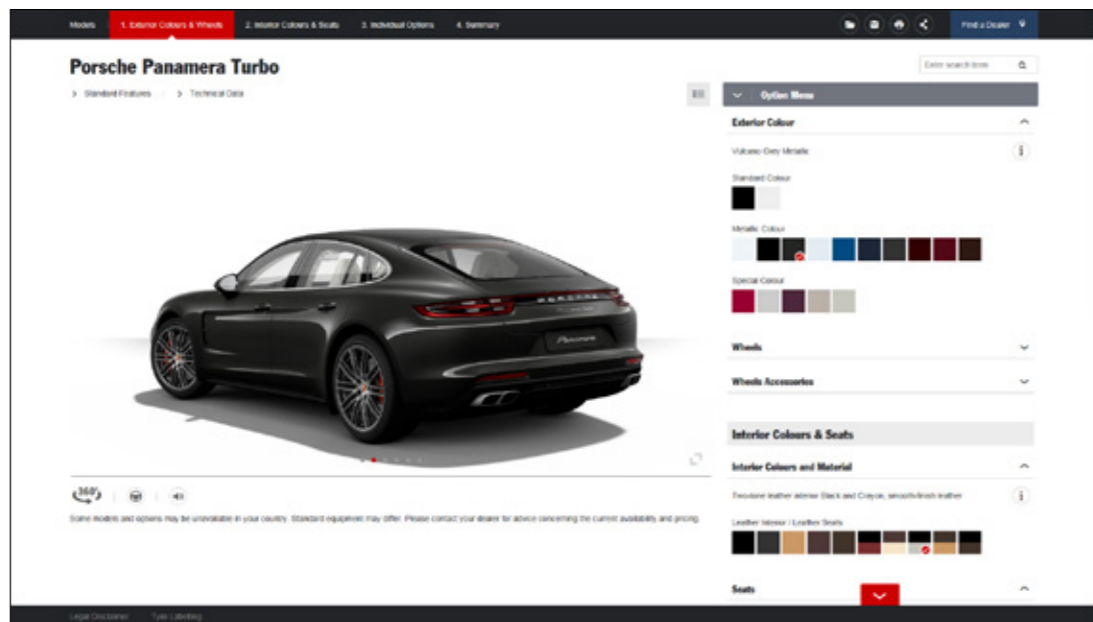 Models
1. Exterior Colours & Wheels
2. Interior Colours & Seats
3. Individual Options
4. Summary
Find a Dealer
Porsche Panamera Turbo
Enter search term
Standard Features
Technical Data
Option Menu
Exterior Colour
Volcano Grey Metallic
Standard Colour
Metallic Colour
Special Colour
PORSCHE
Panamera
Wheels
Wheels Accessories
Interior Colours & Seats
Interior Colours and Material
360°
Two-tone leather interior Black and Crayon, smooth-finish leather
Some models and options may be unavailable in your country. Standard equipment may differ. Please contact your dealer for advice concerning the current availability and pricing.
Leather Interior / Leather Seats
Seats
Legal Disclaimer
Tyre Labelling